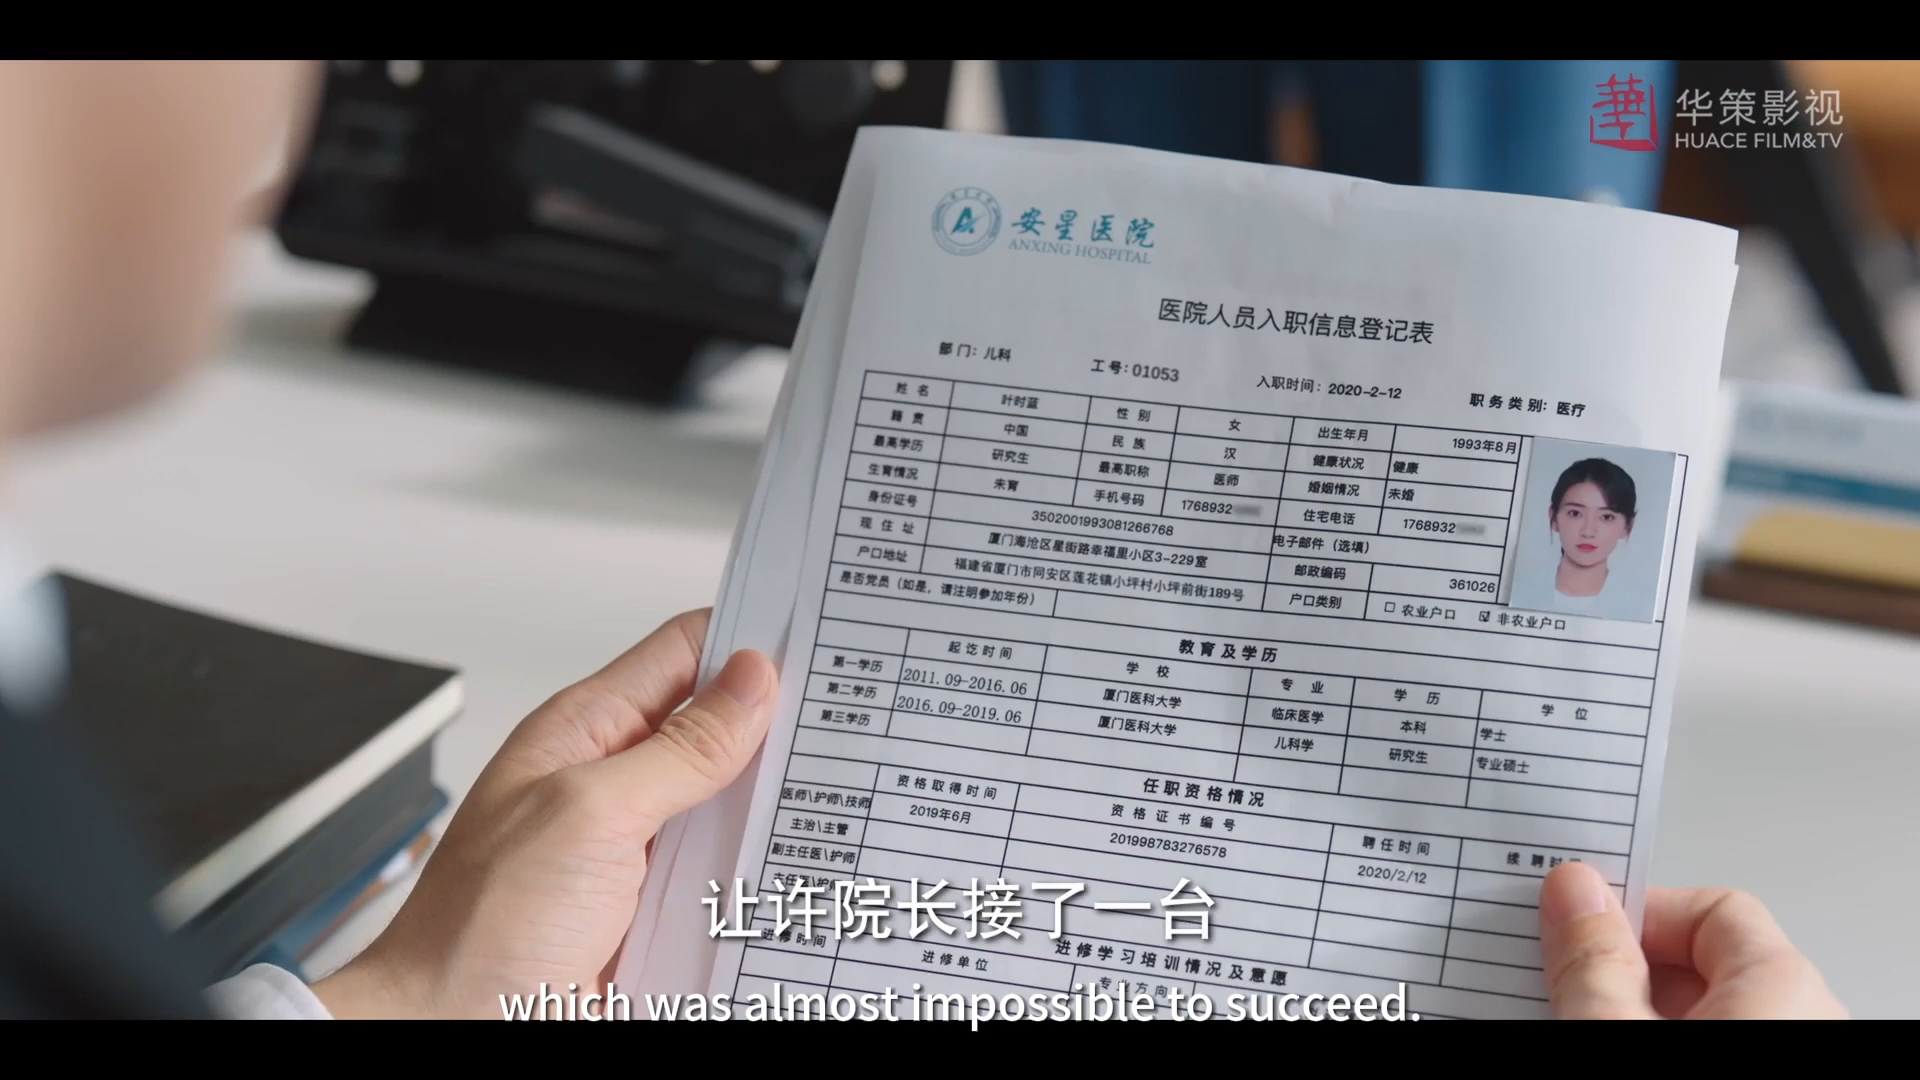 华策影视
HUACE FILM&TV
安星医院
ANXING HOSPITAL
医院人员入职信息登记表
部门：儿科 工号：01053 入职时间：2020-2-12 职务类别：医疗
姓名 叶时蓝 性别 女 出生年月 1993年8月
籍贯 中国 民族 汉 健康状况 健康
最高学历 研究生 最高职称 医师 婚姻情况 未婚
生育情况 未育 手机号码 1768932 住宅电话 1768932
身份证号 3502001993081266768 电子邮件（选填）
现住址 厦门海沧区星街路幸福里小区3-229室 邮政编码 361026
户口地址 福建省厦门市同安区莲花镇小坪村小坪前街189号 户口类别 ☐ 农业户口 ☑ 非农业户口
是否党员（如是，请注明参加年份）
教育及学历
起讫时间 学校 专业 学历 学位
第一学历 2011.09-2016.06 厦门医科大学 临床医学 本科 学士
第二学历 2016.09-2019.06 厦门医科大学 儿科学 研究生 专业硕士
第三学历
任职资格情况
资格取得时间 资格证书编号 聘任时间 续聘时
医师\护师\技师 2019年6月 201998783276578 2020/2/12
主治\主管
副主任医\护师
主任医\护
进修学习培训情况及意愿
进修时间 进修单位 专业方向
让许院长接了一台
which was almost impossible to succeed.